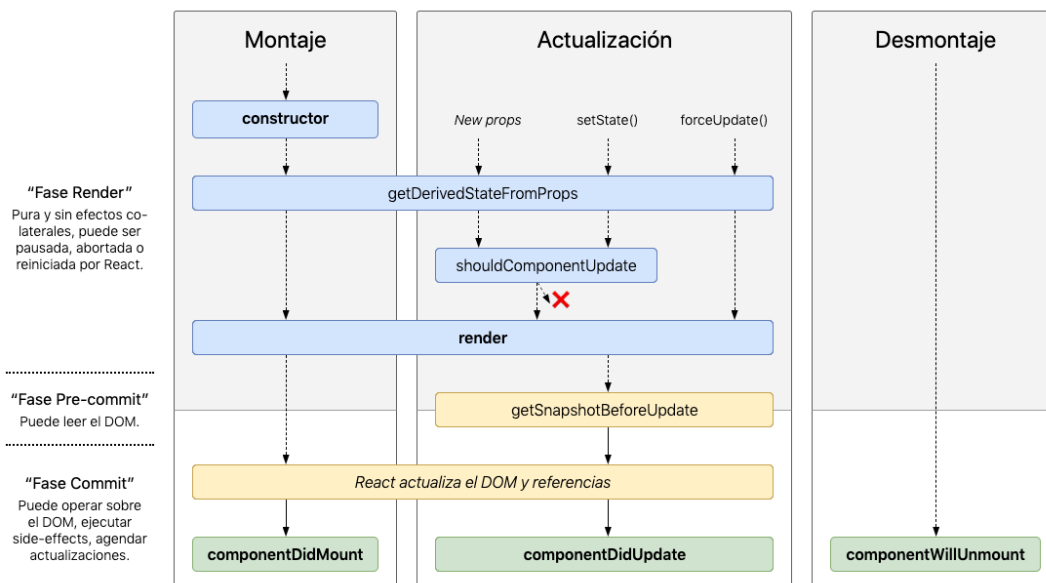 Montaje
Actualización
Desmontaje
constructor
New props
setState()
forceUpdate()
“Fase Render”
Pura y sin efectos co-
laterales, puede ser
pausada, abortada o
reiniciada por React.
getDerivedStateFromProps
shouldComponentUpdate
render
“Fase Pre-commit”
Puede leer el DOM.
getSnapshotBeforeUpdate
“Fase Commit”
Puede operar sobre
el DOM, ejecutar
side-effects, agendar
actualizaciones.
React actualiza el DOM y referencias
componentDidMount
componentDidUpdate
componentWillUnmount